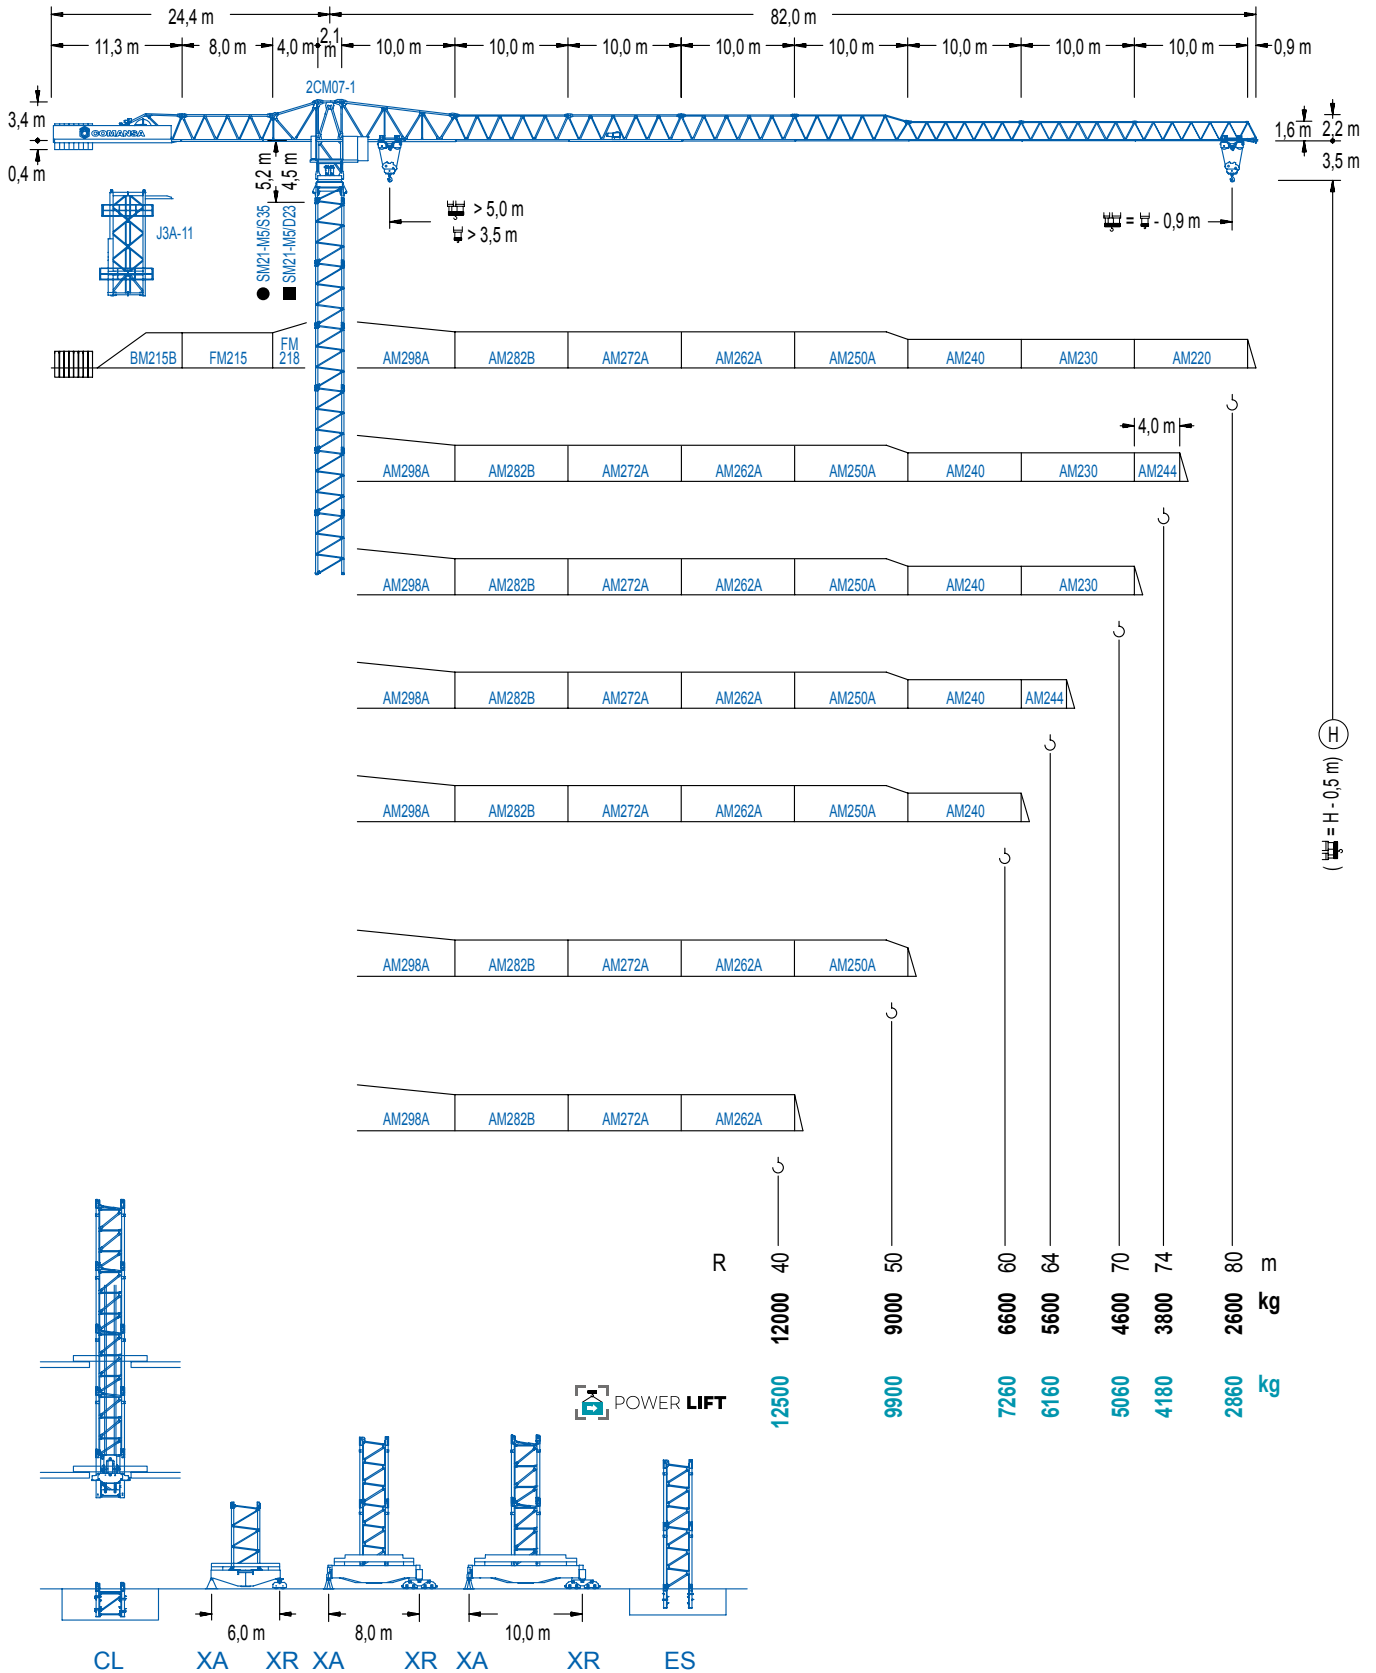 24,4 m 82,0 m
11,3 m 8,0 m 4,0 m 2,1 m 10,0 m 10,0 m 10,0 m 10,0 m 10,0 m 10,0 m 10,0 m 10,0 m 0,9 m
2CM07-1
3,4 m COMANSA 1,6 m 2,2 m
0,4 m 5,2 m 4,5 m 3,5 m
J3A-11 SM21-M5/S35 SM21-M5/D23
> 5,0 m
> 3,5 m
= - 0,9 m
BM215B FM215 FM 218 AM298A AM282B AM272A AM262A AM250A AM240 AM230 AM220
4,0 m
AM298A AM282B AM272A AM262A AM250A AM240 AM230 AM244
AM298A AM282B AM272A AM262A AM250A AM240 AM230
AM298A AM282B AM272A AM262A AM250A AM240 AM244
H
( = H - 0,5 m)
AM298A AM282B AM272A AM262A AM250A AM240
AM298A AM282B AM272A AM262A AM250A
AM298A AM282B AM272A AM262A
R 40 50 60 64 70 74 80 m
12000 9000 6600 5600 4600 3800 2600 kg
POWER LIFT 12500 9900 7260 6160 5060 4180 2860 kg
6,0 m 8,0 m 10,0 m
CL XA XR XA XR XA XR ES